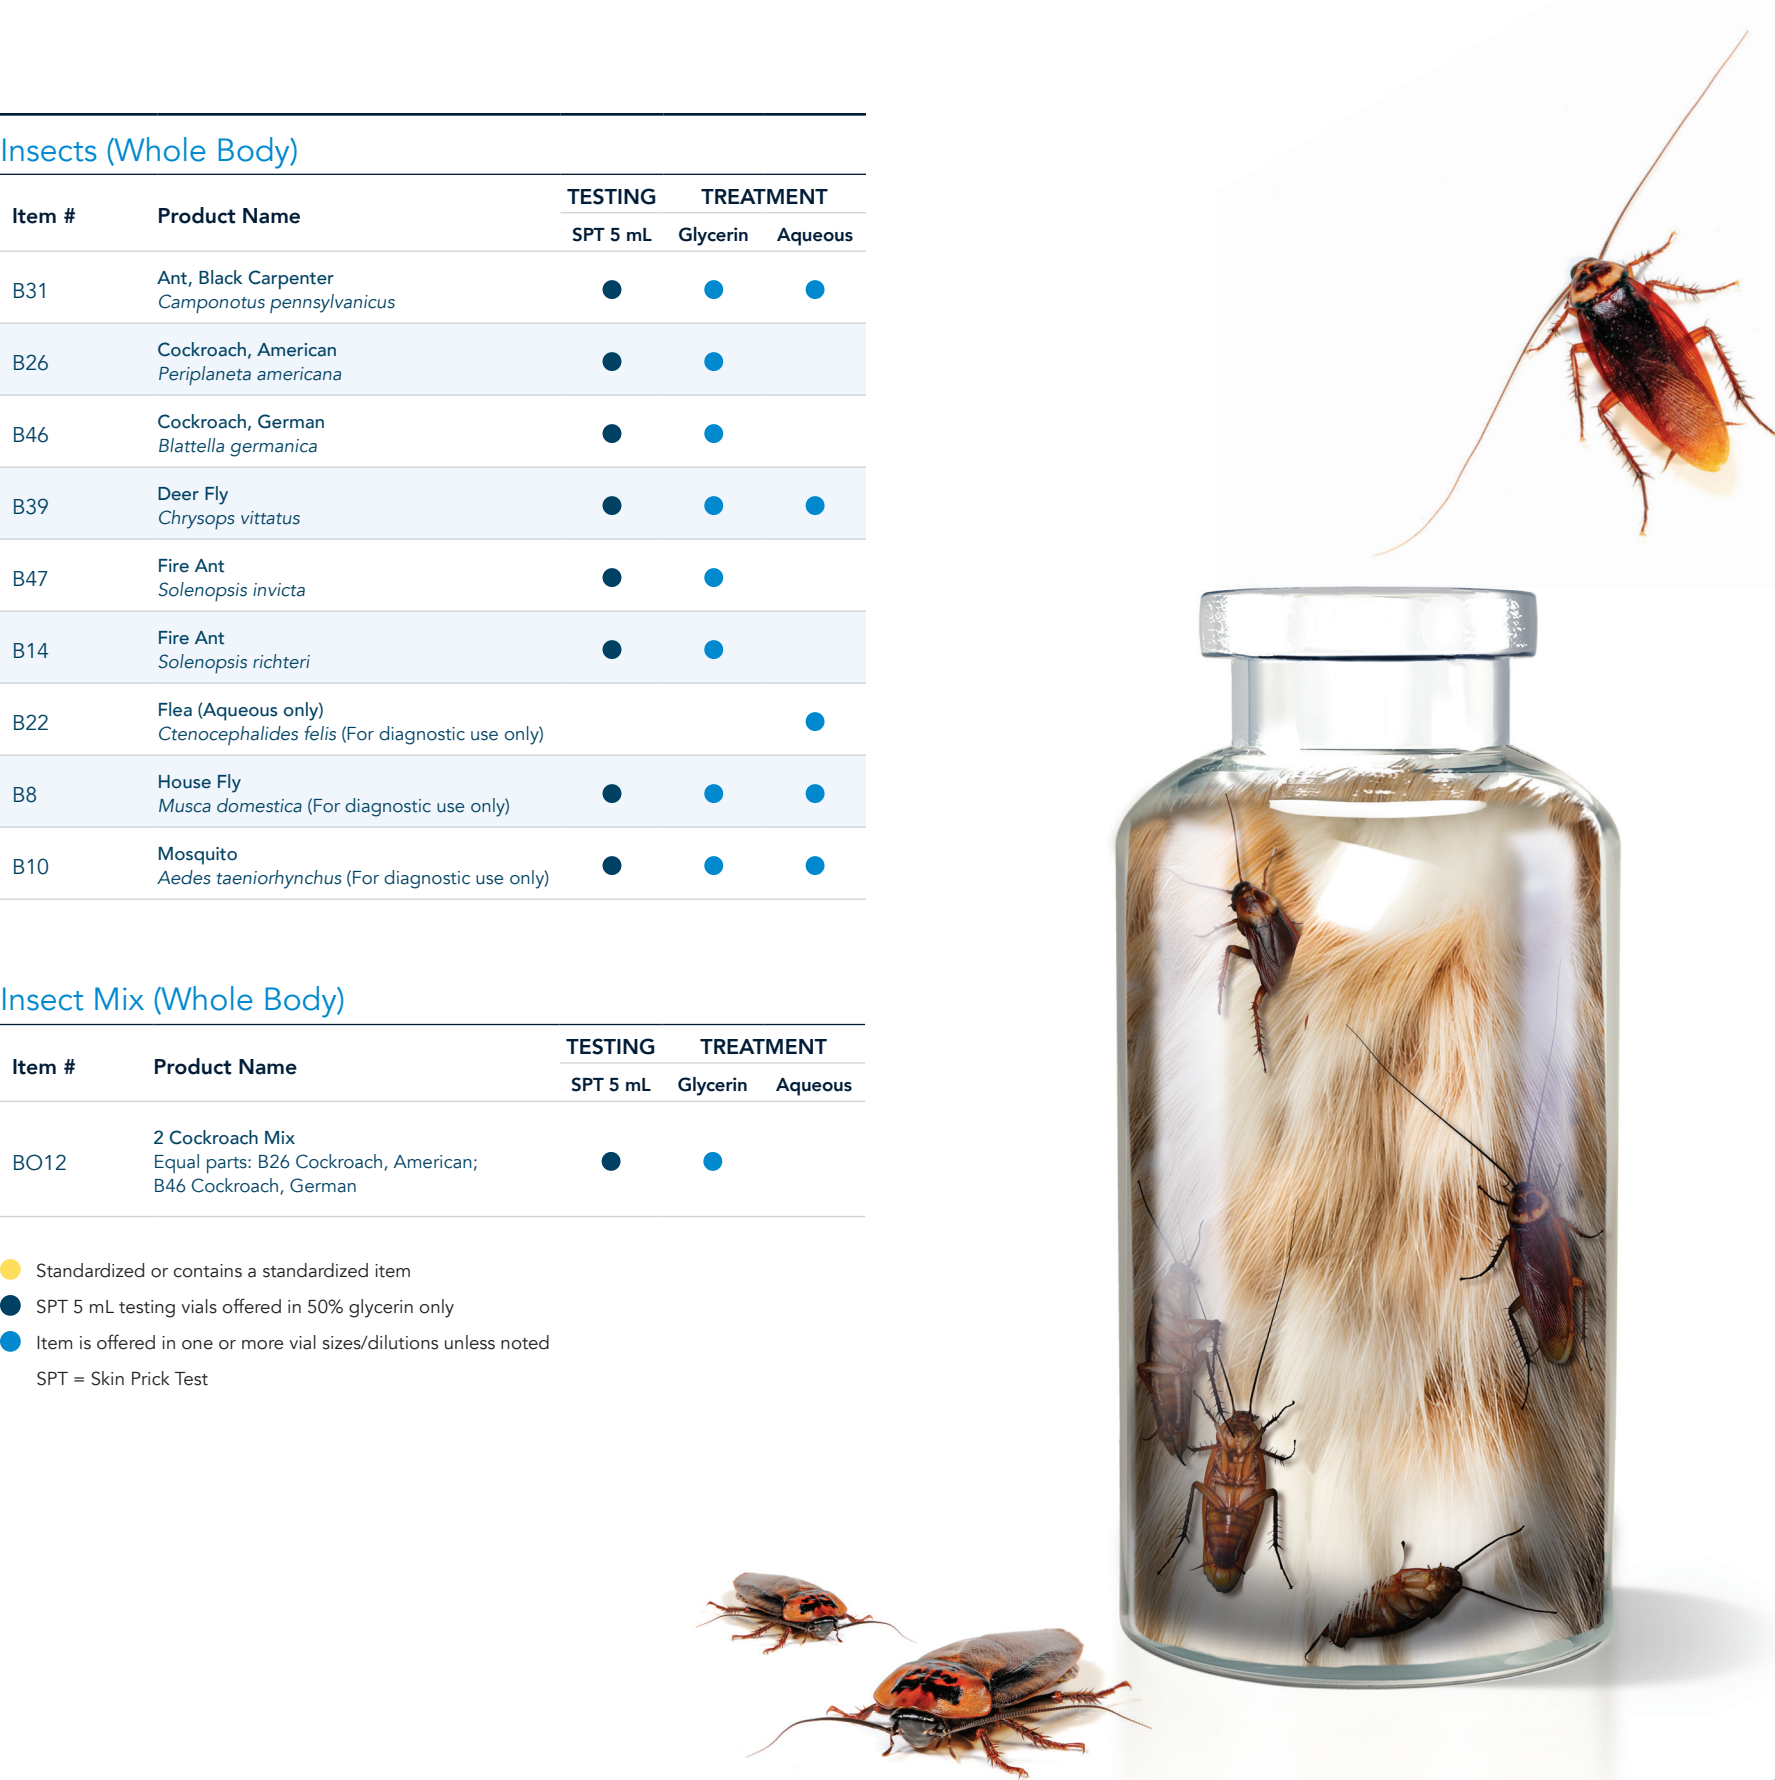 Insects (Whole Body)
Item # Product Name TESTING TREATMENT
SPT 5 mL Glycerin Aqueous
B31 Ant, Black Carpenter
Camponotus pennsylvanicus
B26 Cockroach, American
Periplaneta americana
B46 Cockroach, German
Blattella germanica
B39 Deer Fly
Chrysops vittatus
B47 Fire Ant
Solenopsis invicta
B14 Fire Ant
Solenopsis richteri
B22 Flea (Aqueous only)
Ctenocephalides felis (For diagnostic use only)
B8 House Fly
Musca domestica (For diagnostic use only)
B10 Mosquito
Aedes taeniorhynchus (For diagnostic use only)
Insect Mix (Whole Body)
Item # Product Name TESTING TREATMENT
SPT 5 mL Glycerin Aqueous
BO12 2 Cockroach Mix
Equal parts: B26 Cockroach, American;
B46 Cockroach, German
Standardized or contains a standardized item
SPT 5 mL testing vials offered in 50% glycerin only
Item is offered in one or more vial sizes/dilutions unless noted
SPT = Skin Prick Test